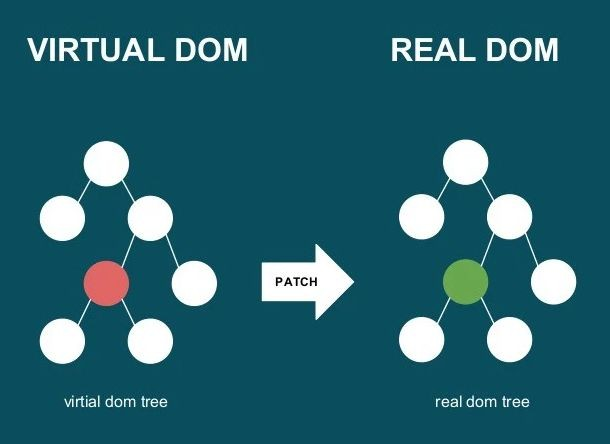 VIRTUAL DOM
REAL DOM
PATCH
virtial dom tree
real dom tree